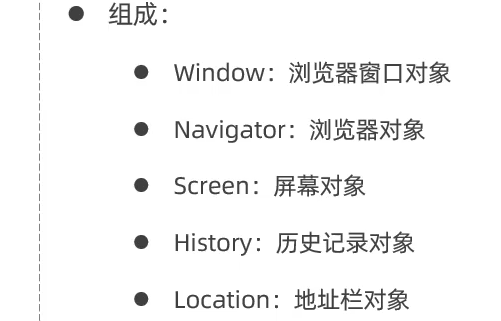 组成：
Window：浏览器窗口对象
Navigator：浏览器对象
Screen：屏幕对象
History：历史记录对象
Location：地址栏对象